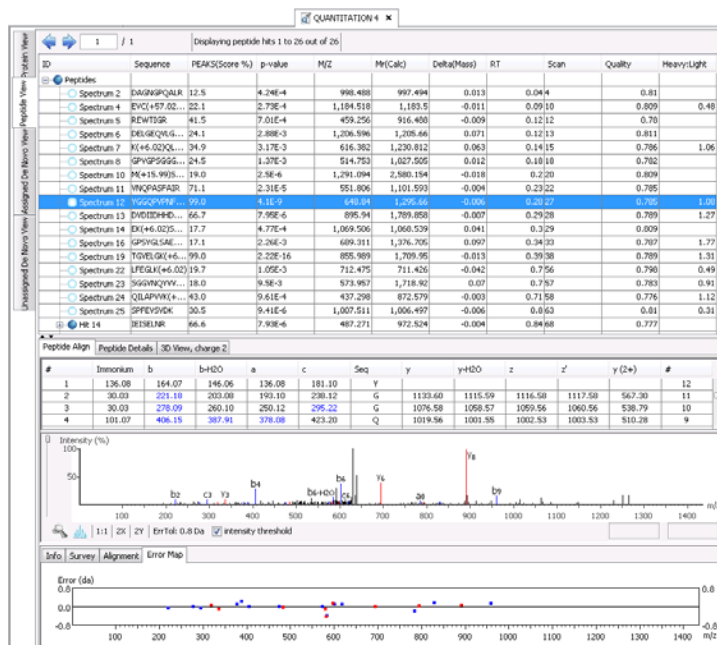 QUANTITATION 4
Protein View
Peptide View
Assigned De Novo View
Unassigned De Novo View
1 / 1 Displaying peptide hits 1 to 26 out of 26
ID Sequence PEAKS(Score %) p-value M/Z Mr(Calc) Delta(Mass) RT Scan Quality Heavy:Light
Peptides
Spectrum 2 DAGNGPQALR 12.5 4.24E-4 998.488 997.494 0.013 0.04 4 0.81
Spectrum 4 EVC(+57.02... 22.1 2.73E-4 1,184.518 1,183.5 -0.011 0.09 10 0.809 0.48
Spectrum 5 REWTIGR 41.5 7.01E-4 459.256 916.488 -0.009 0.12 12 0.78
Spectrum 6 DELGEQVLG... 24.1 2.88E-3 1,206.596 1,205.66 0.071 0.12 13 0.811
Spectrum 7 K(+6.02)QL... 34.9 3.17E-3 616.382 1,230.812 0.063 0.14 15 0.786 1.06
Spectrum 8 GPYGPSGGG... 24.5 1.37E-3 514.753 1,027.505 0.012 0.18 18 0.782
Spectrum 10 M(+15.99)S... 19.0 2.5E-6 1,291.094 2,580.154 -0.018 0.2 20 0.809
Spectrum 11 VNQPASFAIR 71.1 2.31E-5 551.806 1,101.593 -0.004 0.23 22 0.785
Spectrum 12 YGGQPVPNF... 99.0 4.1E-9 648.84 1,295.66 -0.006 0.28 27 0.785 1.08
Spectrum 13 DVDIIDHHD... 66.7 7.95E-6 895.94 1,789.858 -0.007 0.29 28 0.789 1.27
Spectrum 14 EK(+6.02)S... 17.7 4.77E-4 1,069.506 1,068.539 0.041 0.3 29 0.809
Spectrum 16 GPSYGLSAE... 17.1 2.26E-3 689.311 1,376.705 0.097 0.34 33 0.787 1.77
Spectrum 19 TGVELGK(+6... 99.0 2.22E-16 855.989 1,709.95 -0.013 0.39 38 0.789 1.31
Spectrum 22 LFEGLK(+6.02) 19.7 1.05E-3 712.475 711.426 -0.042 0.7 56 0.798 0.49
Spectrum 23 SGGVNQYVV... 18.0 9.5E-3 573.957 1,718.92 0.07 0.7 57 0.783 0.91
Spectrum 24 QILAPVVK(+... 43.0 9.61E-4 437.298 872.579 -0.003 0.71 58 0.776 1.12
Spectrum 25 SPFEVSVDK 30.5 9.41E-6 1,007.511 1,006.497 -0.006 0.8 63 0.81 0.31
Hit 14 IEISELNR 66.6 7.93E-6 487.271 972.524 -0.004 0.84 68 0.777
Peptide Align Peptide Details 3D View, charge 2
# Immonium b b-H2O a c Seq y y-H2O z z' y (2+) #
1 136.08 164.07 146.06 136.08 181.10 Y 12
2 30.03 221.18 203.08 193.10 238.12 G 1133.60 1115.59 1116.58 1117.58 567.30 11
3 30.03 278.09 260.10 250.12 295.22 G 1076.58 1058.57 1059.56 1060.56 538.79 10
4 101.07 406.15 387.91 378.08 423.20 Q 1019.56 1001.55 1002.53 1003.53 510.28 9
Intensity (%)
100
50
b2 c3 y3 b4 b6-H2O b6 c6 y6 a8 y8 b9
100 200 300 400 500 600 700 800 900 1000 1100 1200 1300 1400 m/z
1:1 2X 2Y ErrTol: 0.8 Da intensity threshold
Info Survey Alignment Error Map
Error (da)
0.8 0.8
0.0
-0.8 -0.8
100 200 300 400 500 600 700 800 900 1000 1100 1200 1300 1400 m/z